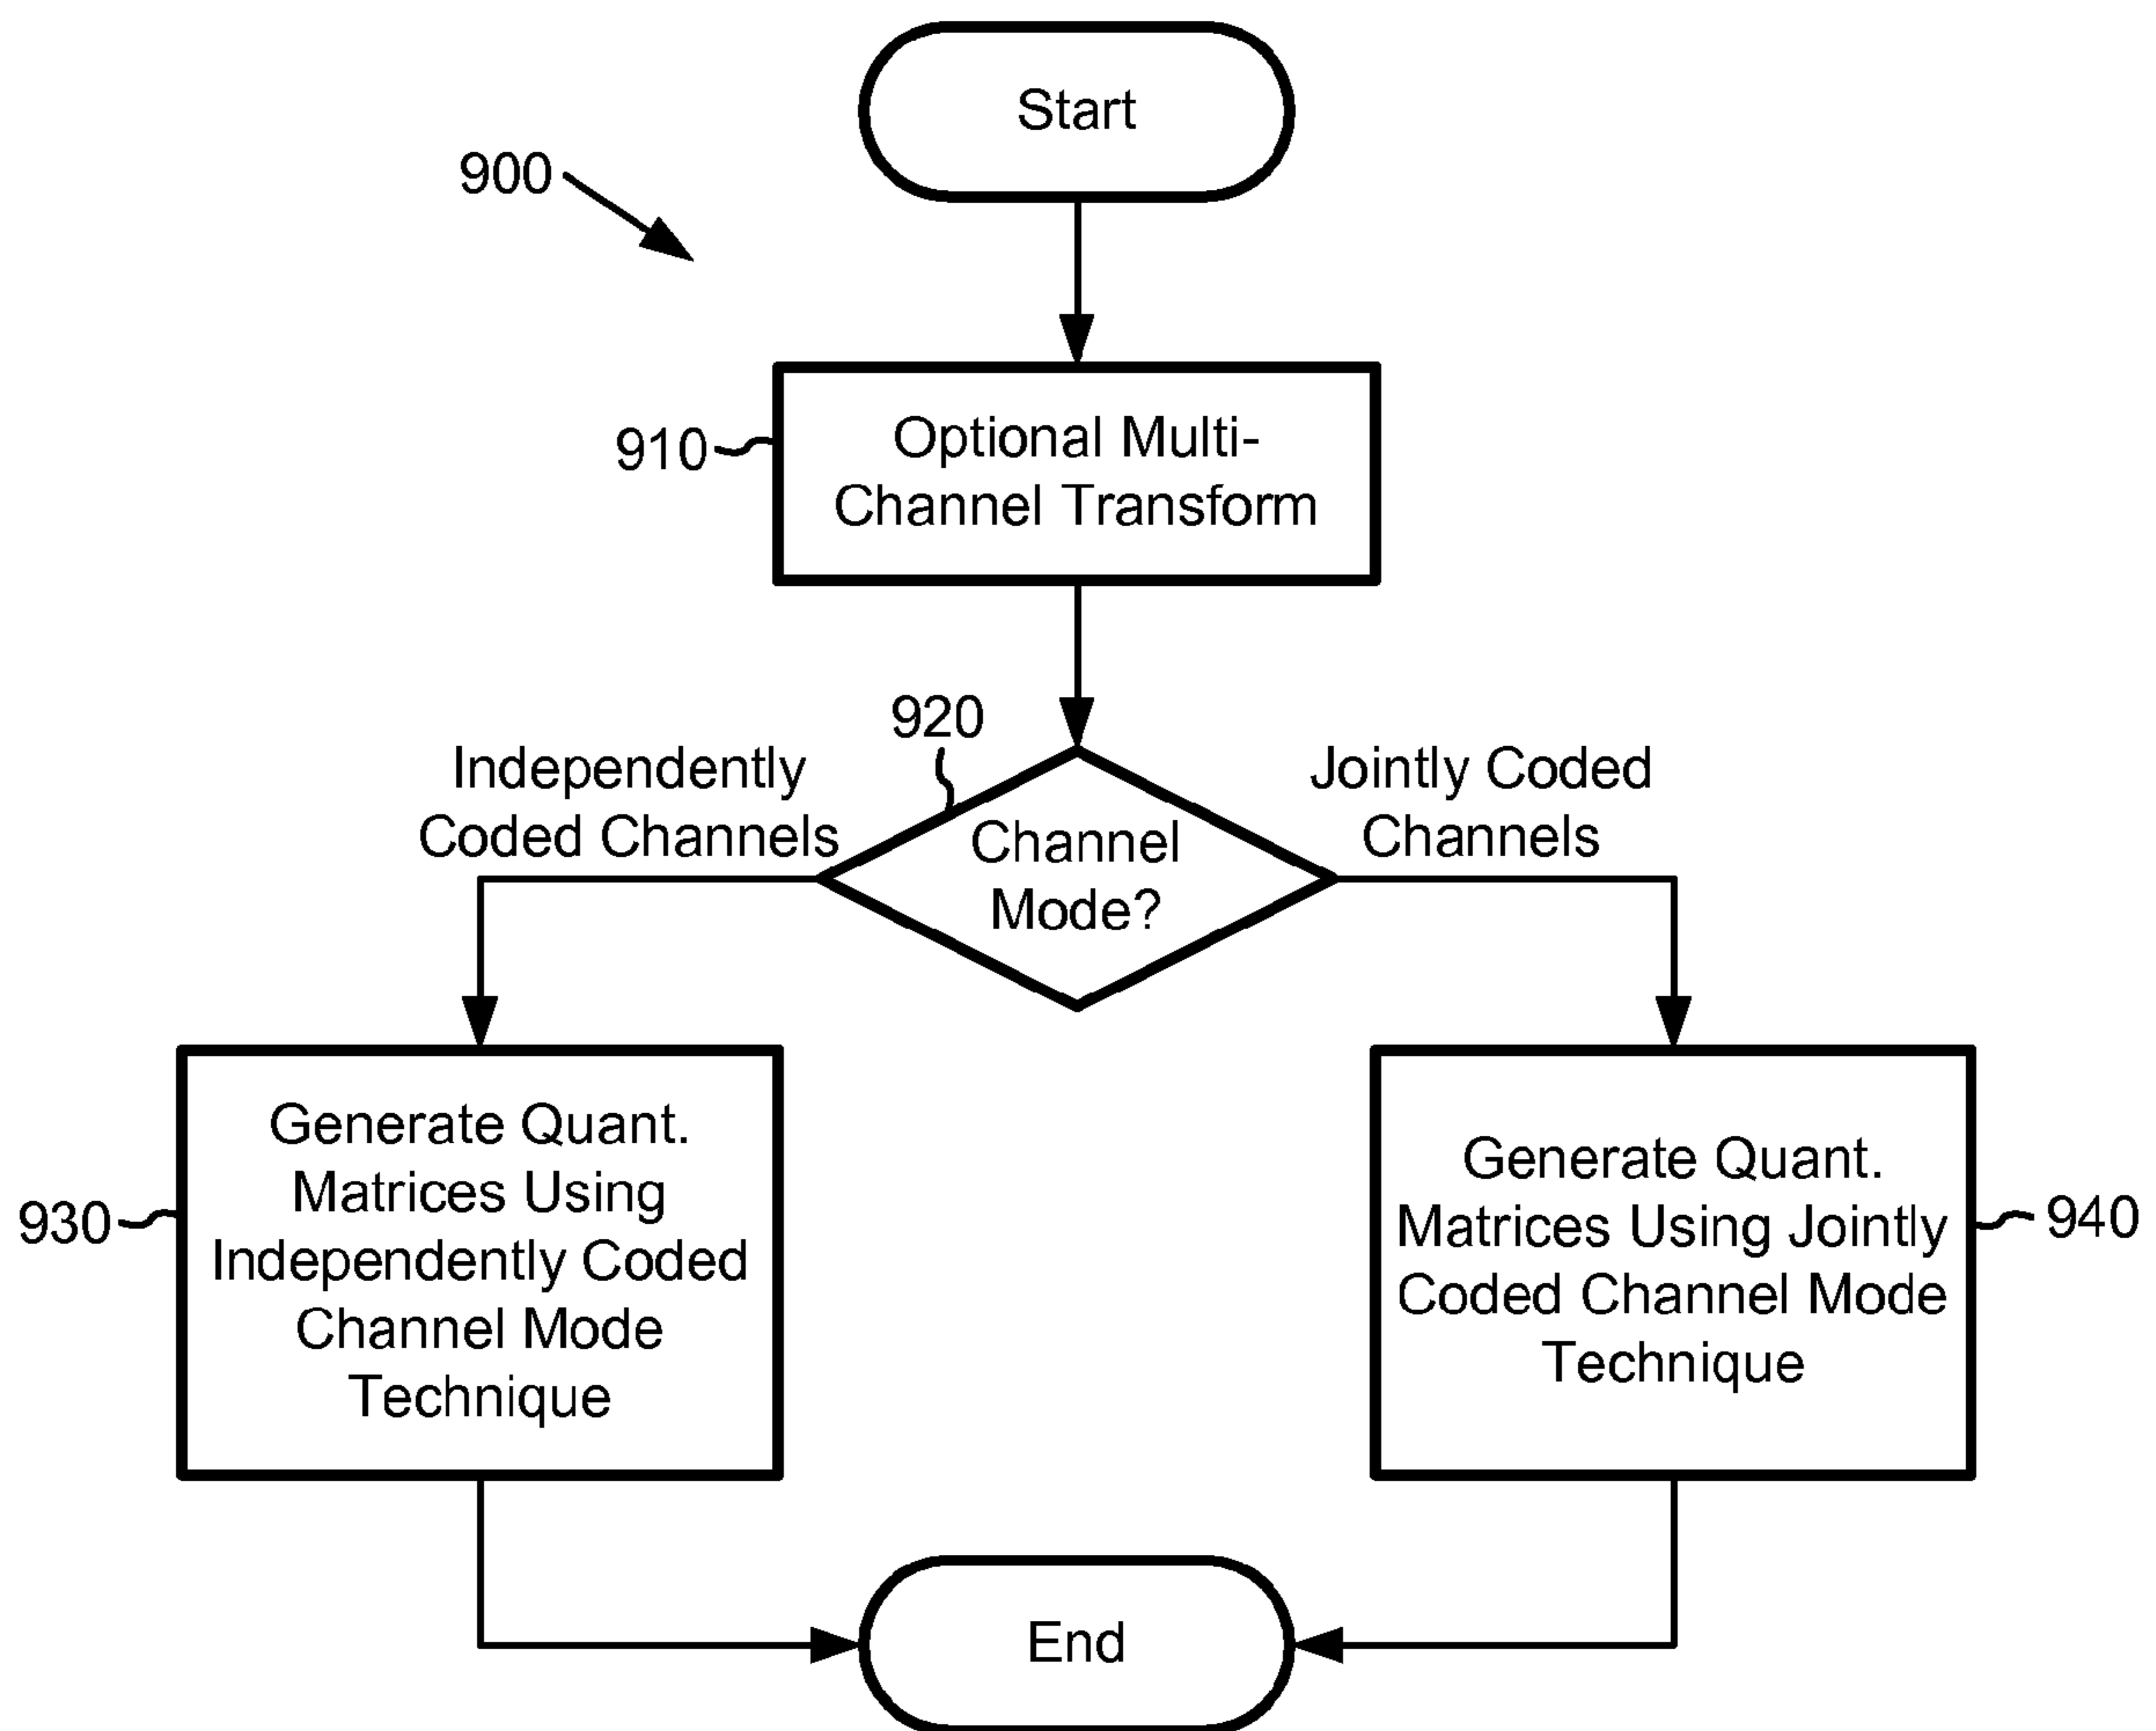 Start
900
910
Optional Multi-
Channel Transform
920
Independently
Coded Channels
Channel
Mode?
Jointly Coded
Channels
930
Generate Quant.
Matrices Using
Independently Coded
Channel Mode
Technique
Generate Quant.
Matrices Using Jointly
Coded Channel Mode
Technique
940
End